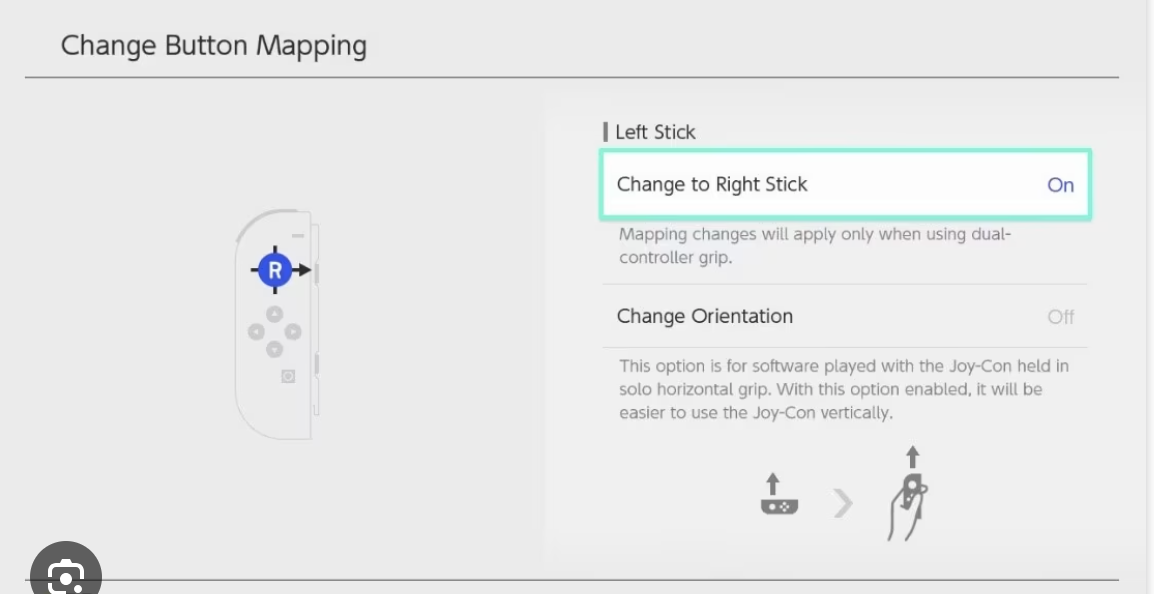 Change Button Mapping
Left Stick
Change to Right Stick On
Mapping changes will apply only when using dual-
controller grip.
R
Change Orientation Off
This option is for software played with the Joy-Con held in
solo horizontal grip. With this option enabled, it will be
easier to use the Joy-Con vertically.